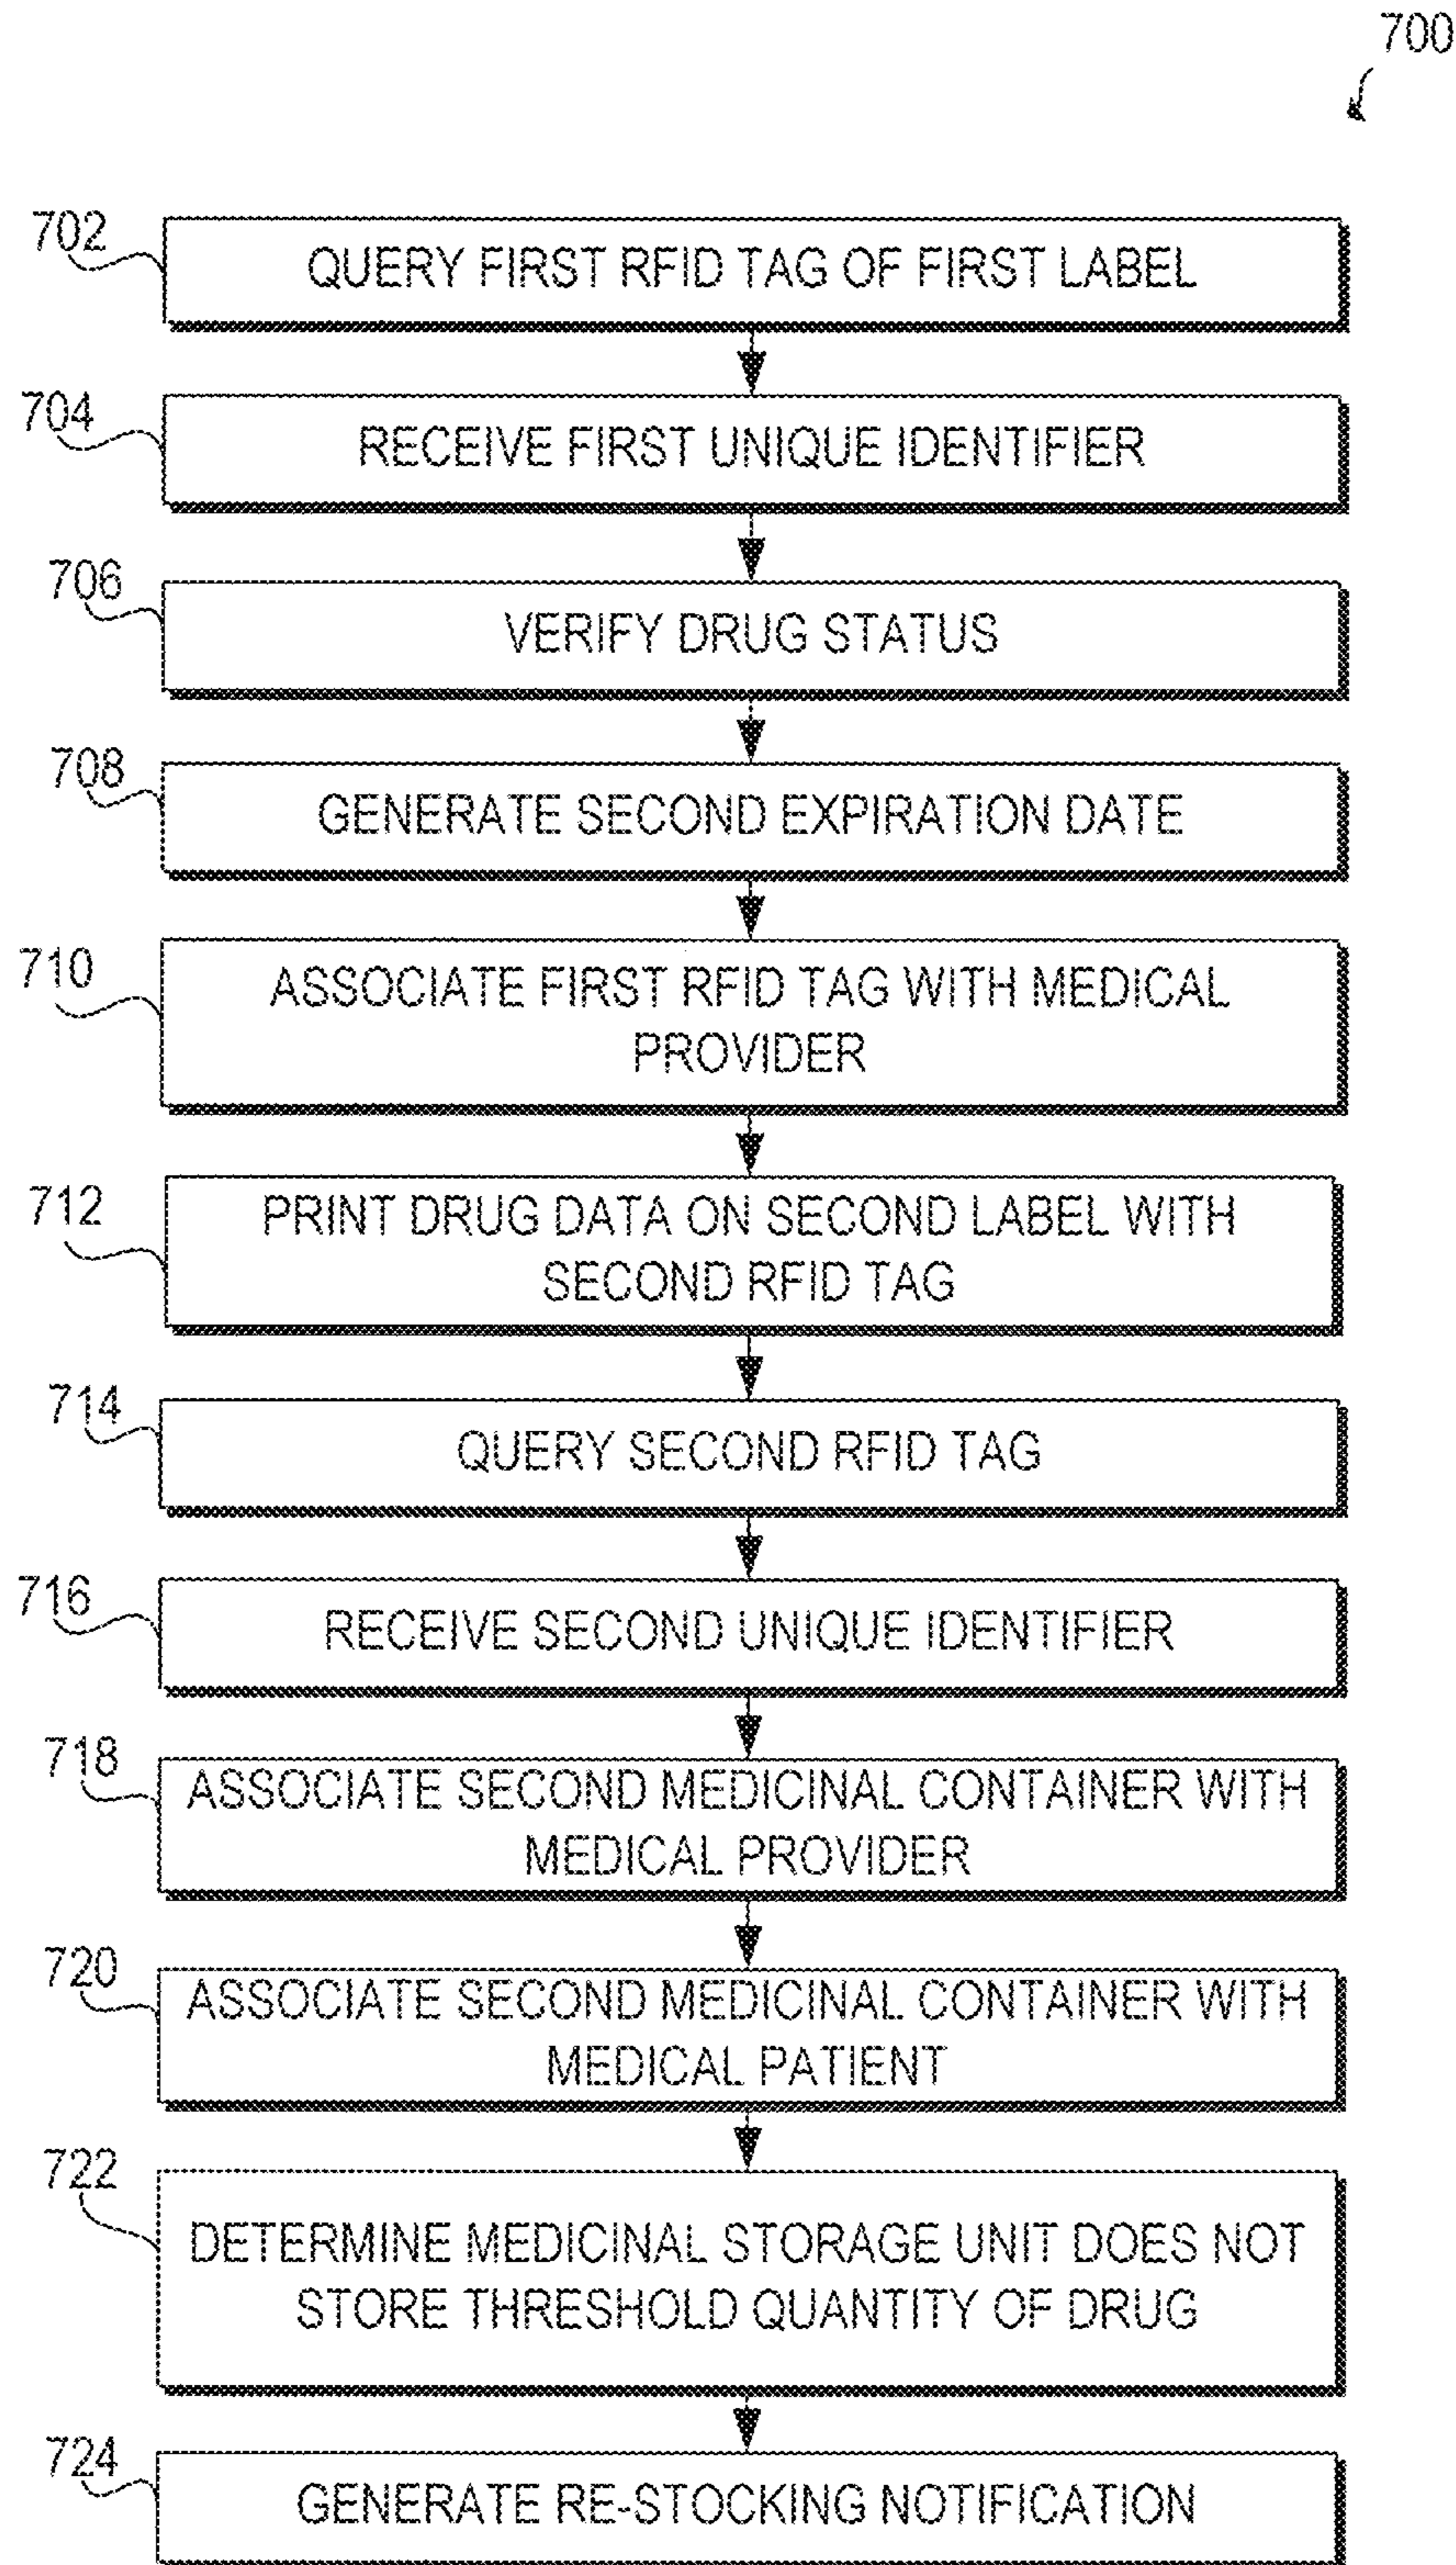 700
702
QUERY FIRST RFID TAG OF FIRST LABEL
704
RECEIVE FIRST UNIQUE IDENTIFIER
706
VERIFY DRUG STATUS
708
GENERATE SECOND EXPIRATION DATE
710
ASSOCIATE FIRST RFID TAG WITH MEDICAL
PROVIDER
712
PRINT DRUG DATA ON SECOND LABEL WITH
SECOND RFID TAG
714
QUERY SECOND RFID TAG
716
RECEIVE SECOND UNIQUE IDENTIFIER
718
ASSOCIATE SECOND MEDICINAL CONTAINER WITH
MEDICAL PROVIDER
720
ASSOCIATE SECOND MEDICINAL CONTAINER WITH
MEDICAL PATIENT
722
DETERMINE MEDICINAL STORAGE UNIT DOES NOT
STORE THRESHOLD QUANTITY OF DRUG
724
GENERATE RE-STOCKING NOTIFICATION